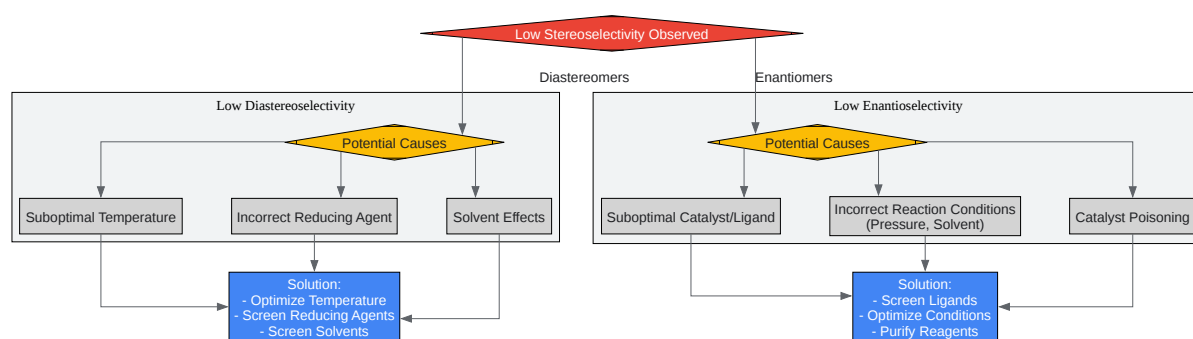 Low Stereoselectivity Observed
Diastereomers
Enantiomers
Low Diastereoselectivity
Potential Causes
Suboptimal Temperature
Incorrect Reducing Agent
Solvent Effects
Solution:
- Optimize Temperature
- Screen Reducing Agents
- Screen Solvents
Low Enantioselectivity
Potential Causes
Suboptimal Catalyst/Ligand
Incorrect Reaction Conditions
(Pressure, Solvent)
Catalyst Poisoning
Solution:
- Screen Ligands
- Optimize Conditions
- Purify Reagents